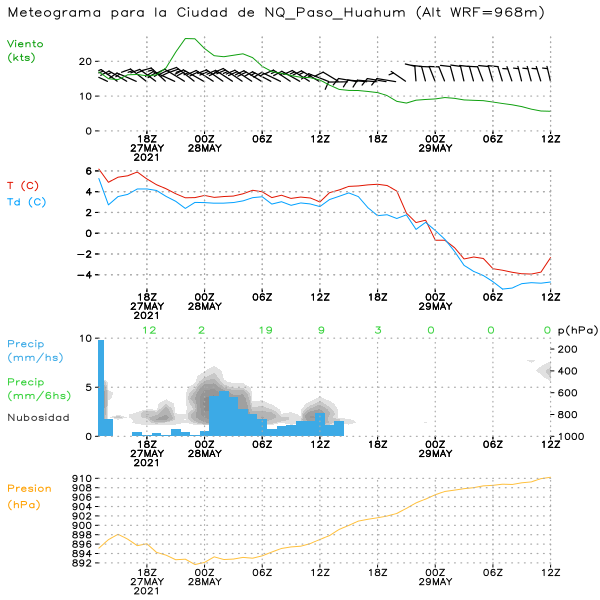 Meteograma para la Ciudad de NQ_Paso_Huahum (Alt WRF=968m)
Viento
(kts)
20
10
0
18Z 00Z 06Z 12Z 18Z 00Z 06Z 12Z
27MAY 28MAY 29MAY
2021
T (C)
Td (C)
6
4
2
0
−2
−4
18Z 00Z 06Z 12Z 18Z 00Z 06Z 12Z
27MAY 28MAY 29MAY
2021
12 2 19 9 3 0 0 0 p(hPa)
Precip
(mm/hs)
Precip
(mm/6hs)
Nubosidad
10
5
0
200
400
600
800
1000
18Z 00Z 06Z 12Z 18Z 00Z 06Z 12Z
27MAY 28MAY 29MAY
2021
Presion
(hPa)
910
908
906
904
902
900
898
896
894
892
18Z 00Z 06Z 12Z 18Z 00Z 06Z 12Z
27MAY 28MAY 29MAY
2021